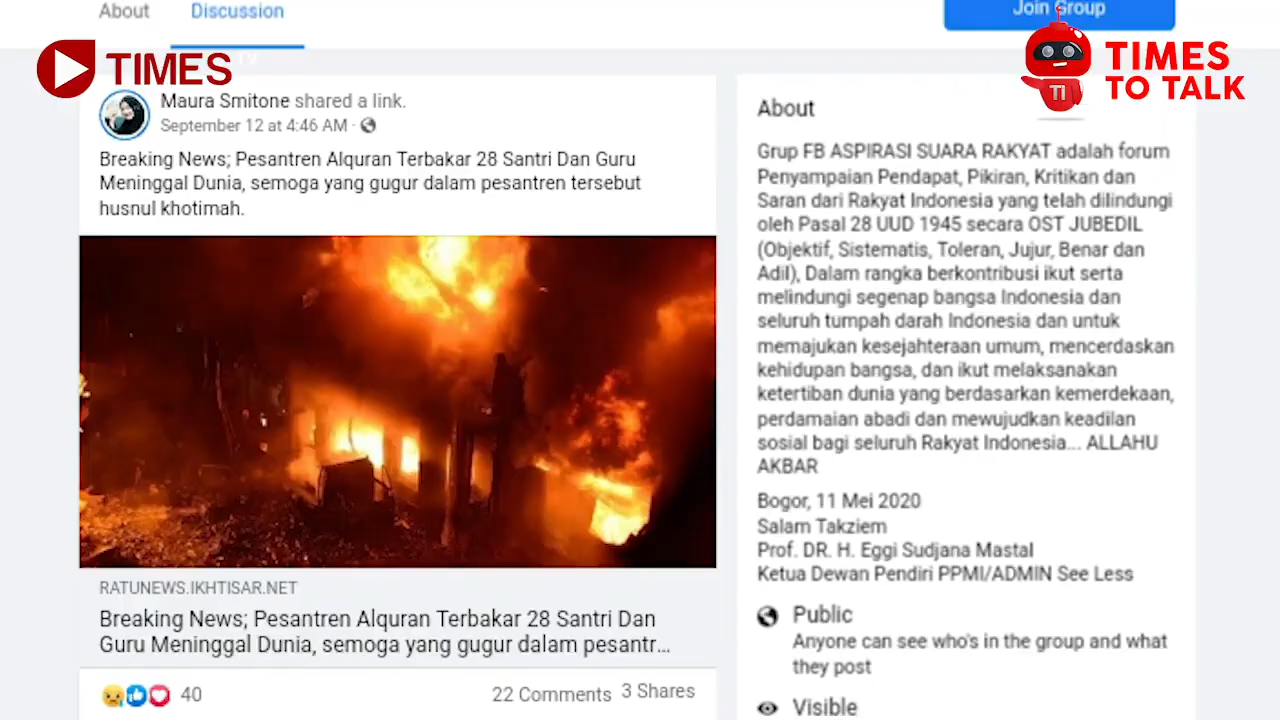 About
Discussion
Join Group
TIMES
TIMES
TO TALK
TI
Maura Smitone shared a link.
September 12 at 4:46 AM ·
Breaking News; Pesantren Alquran Terbakar 28 Santri Dan Guru
Meninggal Dunia, semoga yang gugur dalam pesantren tersebut
husnul khotimah.
RATUNEWS.IKHTISAR.NET
Breaking News; Pesantren Alquran Terbakar 28 Santri Dan
Guru Meninggal Dunia, semoga yang gugur dalam pesantr...
40
22 Comments
3 Shares
About
Grup FB ASPIRASI SUARA RAKYAT adalah forum
Penyampaian Pendapat, Pikiran, Kritikan dan
Saran dari Rakyat Indonesia yang telah dilindungi
oleh Pasal 28 UUD 1945 secara OST JUBEDIL
(Objektif, Sistematis, Toleran, Jujur, Benar dan
Adil), Dalam rangka berkontribusi ikut serta
melindungi segenap bangsa Indonesia dan
seluruh tumpah darah Indonesia dan untuk
memajukan kesejahteraan umum, mencerdaskan
kehidupan bangsa, dan ikut melaksanakan
ketertiban dunia yang berdasarkan kemerdekaan,
perdamaian abadi dan mewujudkan keadilan
sosial bagi seluruh Rakyat Indonesia... ALLAHU
AKBAR
Bogor, 11 Mei 2020
Salam Takziem
Prof. DR. H. Eggi Sudjana Mastal
Ketua Dewan Pendiri PPMI/ADMIN See Less
Public
Anyone can see who's in the group and what
they post
Visible